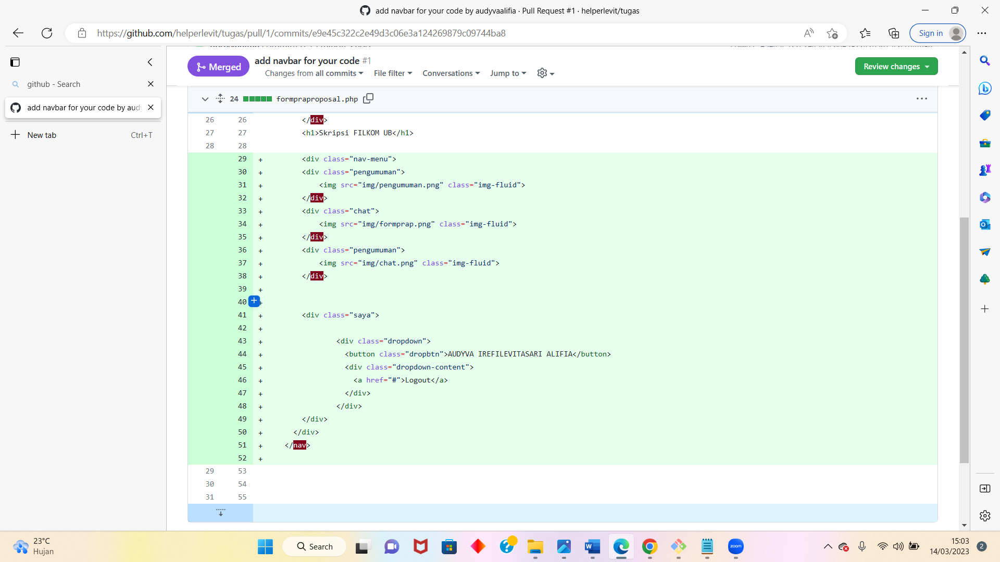 add navbar for your code by audyvaalifia · Pull Request #1 · helperlevit/tugas
https://github.com/helperlevit/tugas/pull/1/commits/e9e45c322c2e49d3c06e3a124269879c09744ba8
Sign in
github - Search
add navbar for your code by aud
New tab Ctrl+T
Merged
add navbar for your code #1
Changes from all commits File filter Conversations Jump to
Review changes
24 formpraproposal.php
26 26 </div>
27 27 <h1>Skripsi FILKOM UB</h1>
28 28
29 + <div class="nav-menu">
30 + <div class="pengumuman">
31 + <img src="img/pengumuman.png" class="img-fluid">
32 + </div>
33 + <div class="chat">
34 + <img src="img/formprap.png" class="img-fluid">
35 + </div>
36 + <div class="pengumuman">
37 + <img src="img/chat.png" class="img-fluid">
38 + </div>
39 +
40 +
41 + <div class="saya">
42 +
43 + <div class="dropdown">
44 + <button class="dropbtn">AUDYVA IREFILEVITASARI ALIFIA</button>
45 + <div class="dropdown-content">
46 + <a href="#">Logout</a>
47 + </div>
48 + </div>
49 + </div>
50 + </div>
51 + </nav>
52 +
29 53
30 54
31 55
23°C
Hujan
Search
zoom
15:03
14/03/2023
2